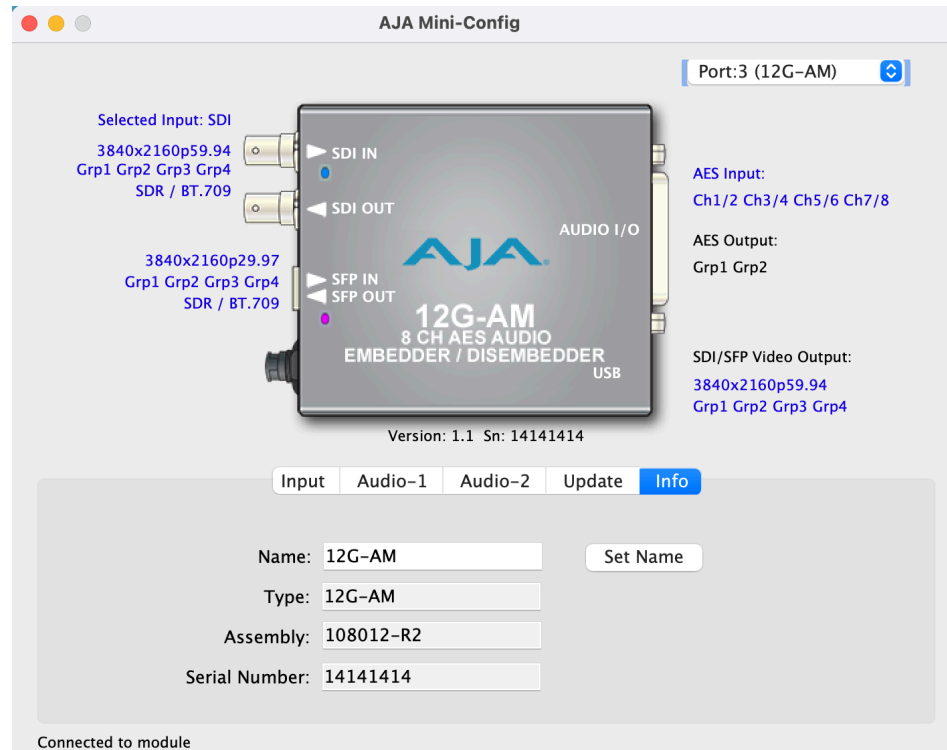 AJA Mini-Config
Port:3 (12G-AM)
Selected Input: SDI
3840x2160p59.94
Grp1 Grp2 Grp3 Grp4
SDR / BT.709
3840x2160p29.97
Grp1 Grp2 Grp3 Grp4
SDR / BT.709
SDI IN
SDI OUT
AUDIO I/O
AJA
SFP IN
SFP OUT
12G-AM
8 CH AES AUDIO
EMBEDDER / DISEMBEDDER
USB
AES Input:
Ch1/2 Ch3/4 Ch5/6 Ch7/8
AES Output:
Grp1 Grp2
SDI/SFP Video Output:
3840x2160p59.94
Grp1 Grp2 Grp3 Grp4
Version: 1.1 Sn: 14141414
Input Audio-1 Audio-2 Update Info
Name: 12G-AM Set Name
Type: 12G-AM
Assembly: 108012-R2
Serial Number: 14141414
Connected to module